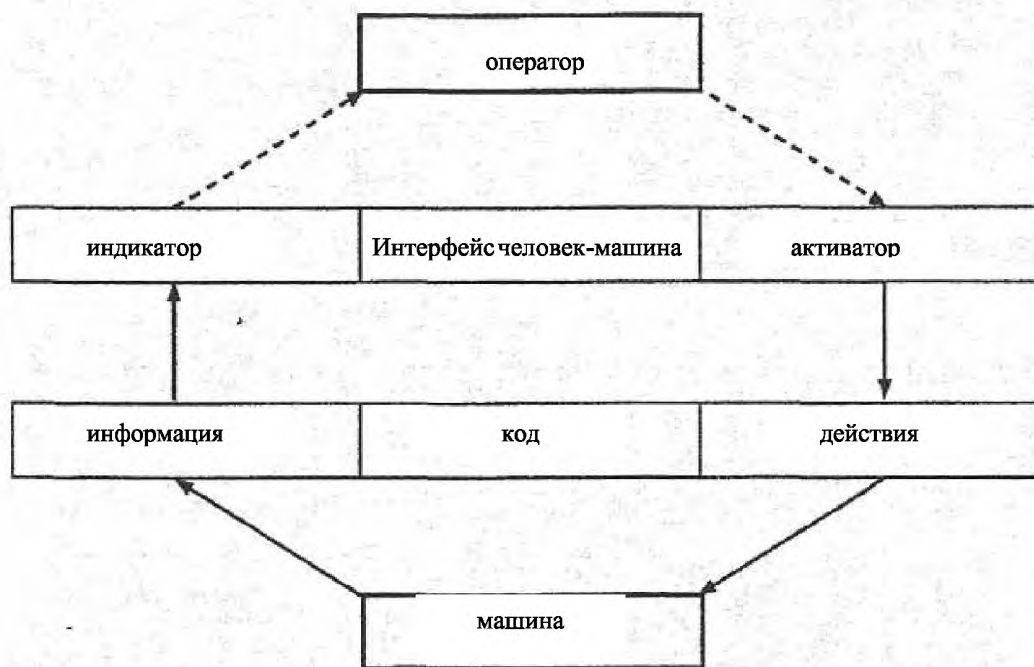 оператор
индикатор
Интерфейс человек-машина
активатор
информация
код
действия
машина